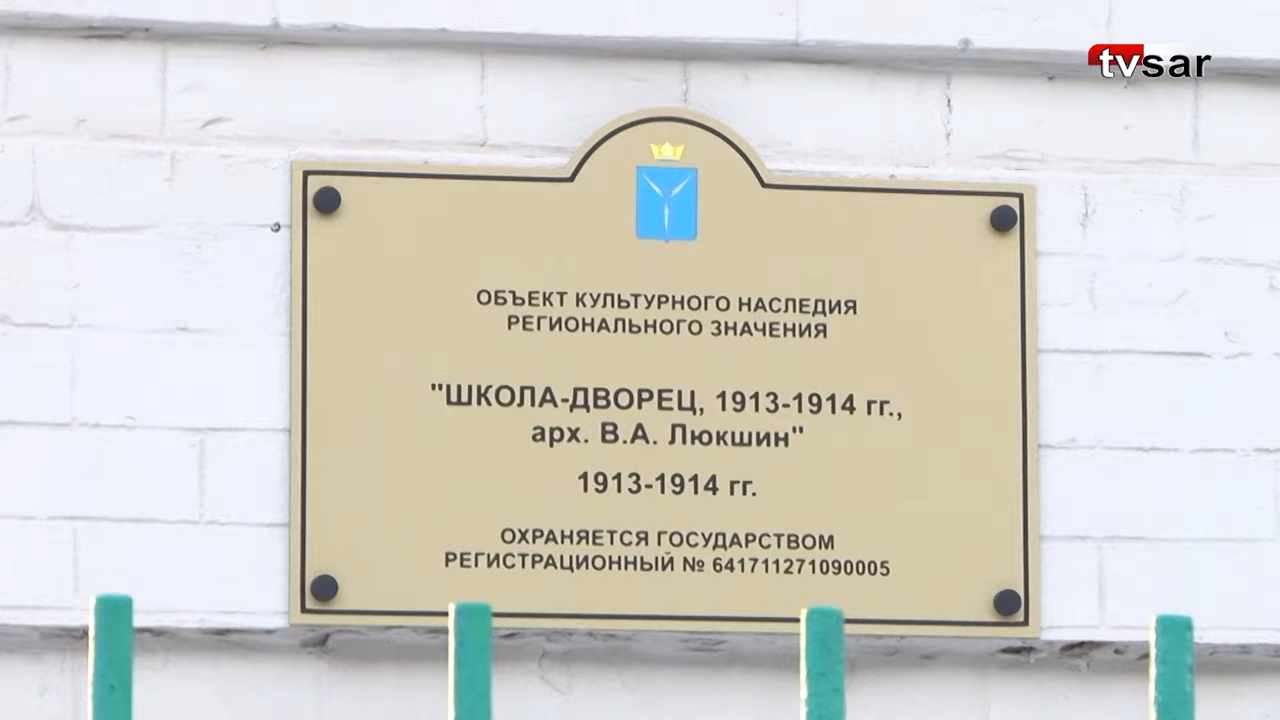 tvsar
ОБЪЕКТ КУЛЬТУРНОГО НАСЛЕДИЯ
РЕГИОНАЛЬНОГО ЗНАЧЕНИЯ
"ШКОЛА-ДВОРЕЦ, 1913-1914 гг.,
арх. В.А. Люкшин"
1913-1914 гг.
ОХРАНЯЕТСЯ ГОСУДАРСТВОМ
РЕГИСТРАЦИОННЫЙ № 641711271090005